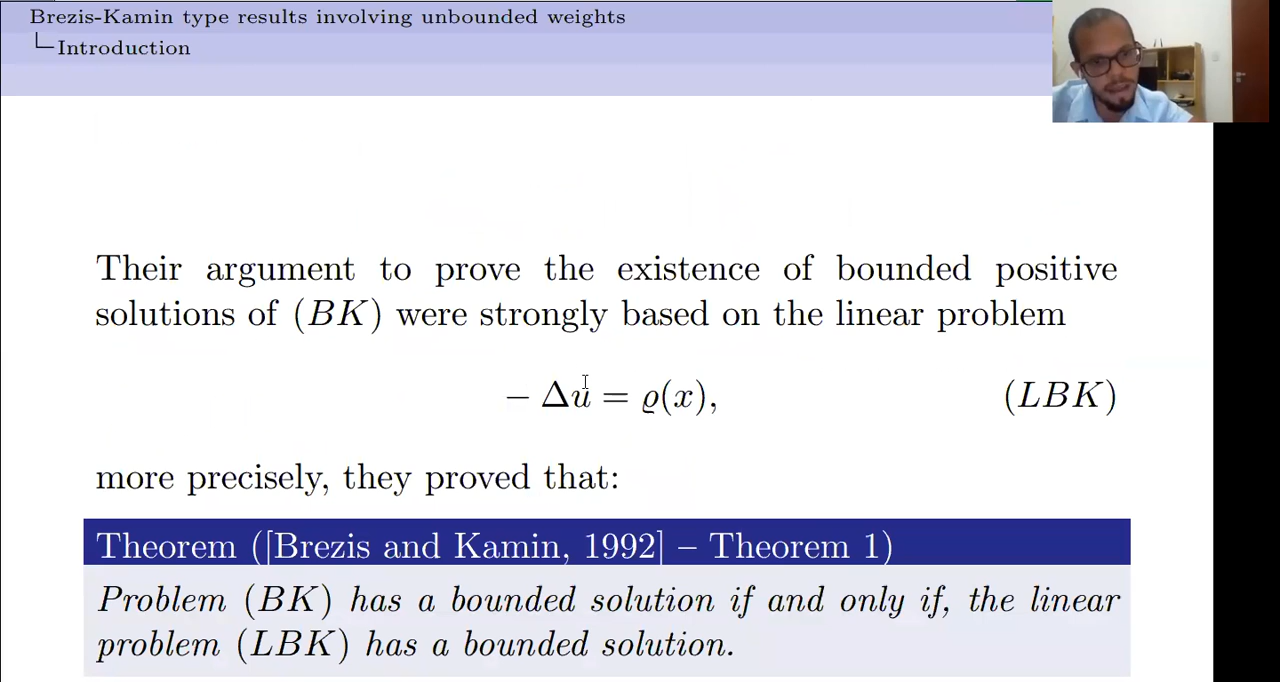 Brezis-Kamin type results involving unbounded weights
Introduction
Their argument to prove the existence of bounded positive
solutions of (BK) were strongly based on the linear problem
− Δu = ϱ(x), (LBK)
more precisely, they proved that:
Theorem ([Brezis and Kamin, 1992] – Theorem 1)
Problem (BK) has a bounded solution if and only if, the linear
problem (LBK) has a bounded solution.